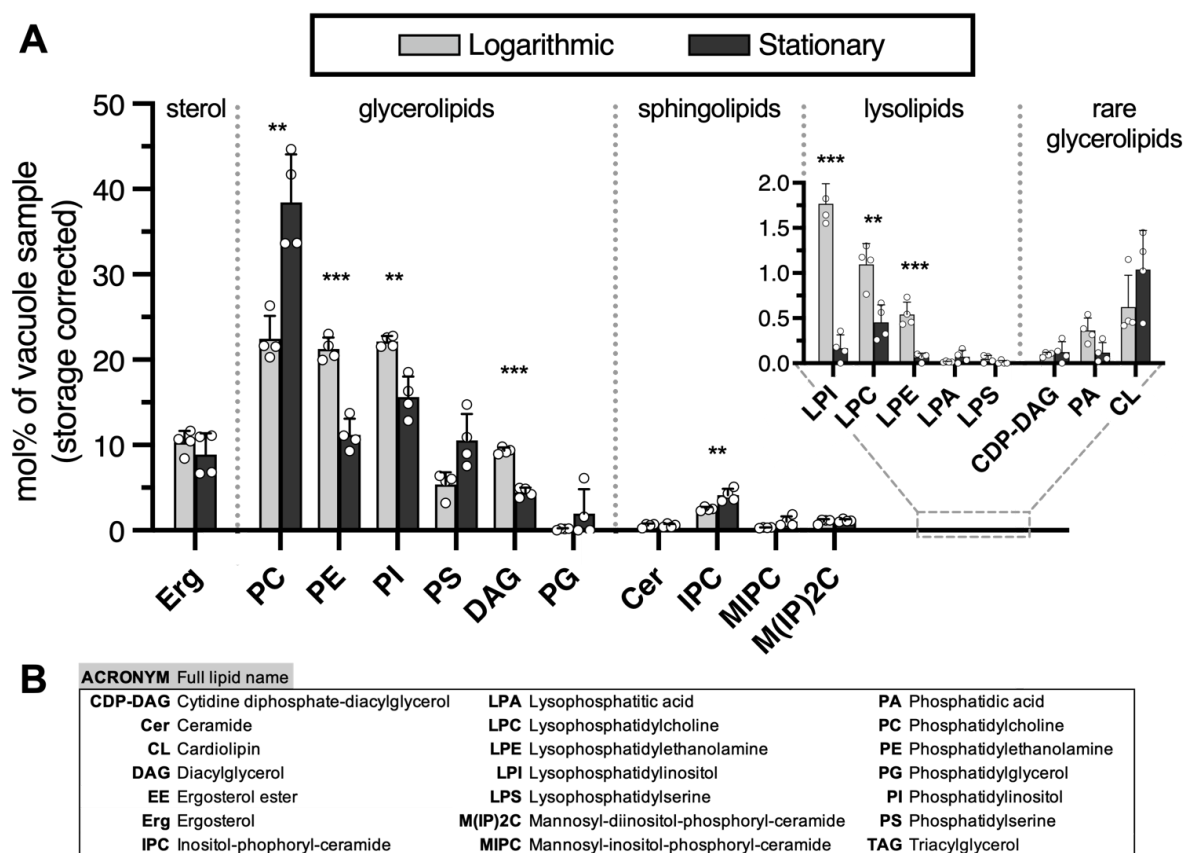 A
Logarithmic Stationary
sterol glycerolipids sphingolipids lysolipids rare glycerolipids
mol% of vacuole sample
(storage corrected)
50
40
30
20
10
0
** *** ** *** **
*** ** ***
2.0
1.5
1.0
0.5
0.0
LPI LPC LPE LPA LPS CDP-DAG PA CL
Erg PC PE PI PS DAG PG Cer IPC MIPC M(IP)2C
B
ACRONYM Full lipid name
CDP-DAG Cytidine diphosphate-diacylglycerol
Cer Ceramide
CL Cardiolipin
DAG Diacylglycerol
EE Ergosterol ester
Erg Ergosterol
IPC Inositol-phophoryl-ceramide
LPA Lysophosphatitic acid
LPC Lysophosphatidylcholine
LPE Lysophosphatidylethanolamine
LPI Lysophosphatidylinositol
LPS Lysophosphatidylserine
M(IP)2C Mannosyl-diinositol-phosphoryl-ceramide
MIPC Mannosyl-inositol-phosphoryl-ceramide
PA Phosphatidic acid
PC Phosphatidylcholine
PE Phosphatidylethanolamine
PG Phosphatidylglycerol
PI Phosphatidylinositol
PS Phosphatidylserine
TAG Triacylglycerol